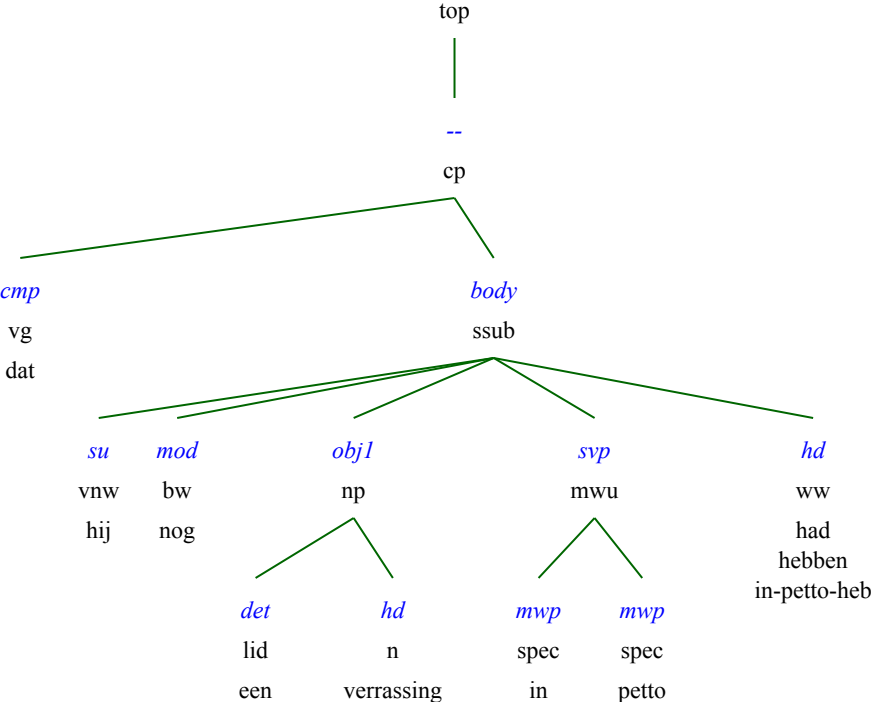 top
--
cp
cmp body
vg ssub
dat
su mod obj1 svp hd
vnw bw np mwu ww
hij nog had
hebben
in-petto-heb
det hd mwp mwp
lid n spec spec
een verrassing in petto